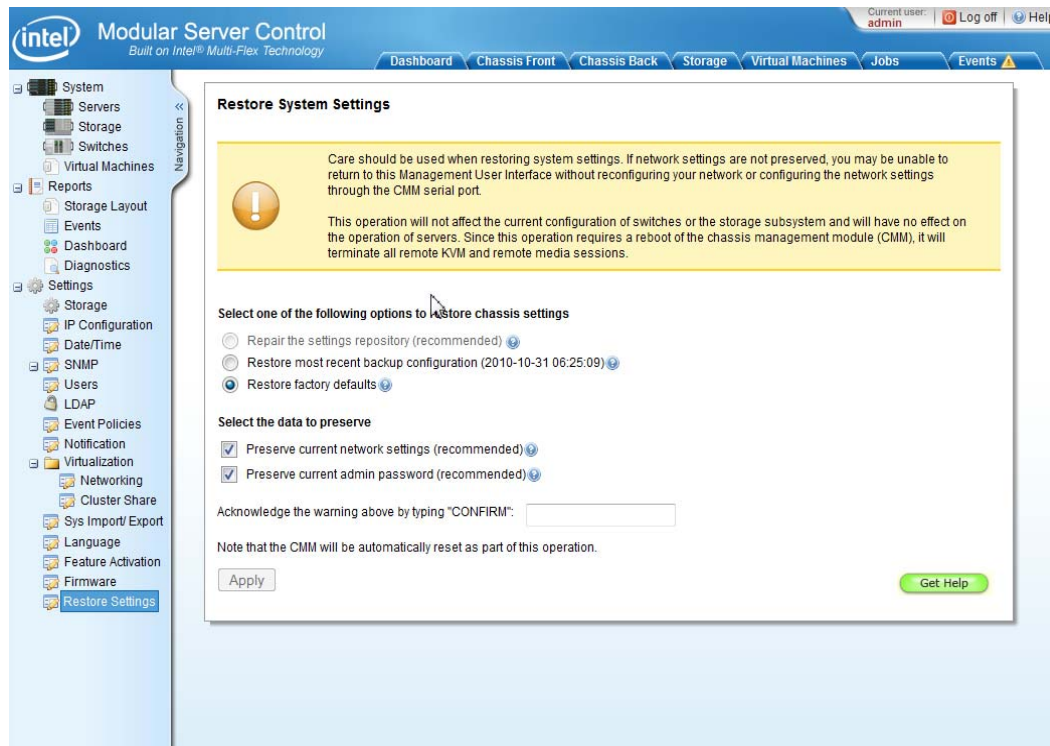 intel
Modular Server Control
Built on Intel® Multi-Flex Technology
Current user:
admin
Log off
Help
Dashboard
Chassis Front
Chassis Back
Storage
Virtual Machines
Jobs
Events
Navigation
System
Servers
Storage
Switches
Virtual Machines
Reports
Storage Layout
Events
Dashboard
Diagnostics
Settings
Storage
IP Configuration
Date/Time
SNMP
Users
LDAP
Event Policies
Notification
Virtualization
Networking
Cluster Share
Sys Import/ Export
Language
Feature Activation
Firmware
Restore Settings
Restore System Settings
Care should be used when restoring system settings. If network settings are not preserved, you may be unable to
return to this Management User Interface without reconfiguring your network or configuring the network settings
through the CMM serial port.
This operation will not affect the current configuration of switches or the storage subsystem and will have no effect on
the operation of servers. Since this operation requires a reboot of the chassis management module (CMM), it will
terminate all remote KVM and remote media sessions.
Select one of the following options to restore chassis settings
Repair the settings repository (recommended)
Restore most recent backup configuration (2010-10-31 06:25:09)
Restore factory defaults
Select the data to preserve
Preserve current network settings (recommended)
Preserve current admin password (recommended)
Acknowledge the warning above by typing "CONFIRM":
Note that the CMM will be automatically reset as part of this operation.
Apply
Get Help